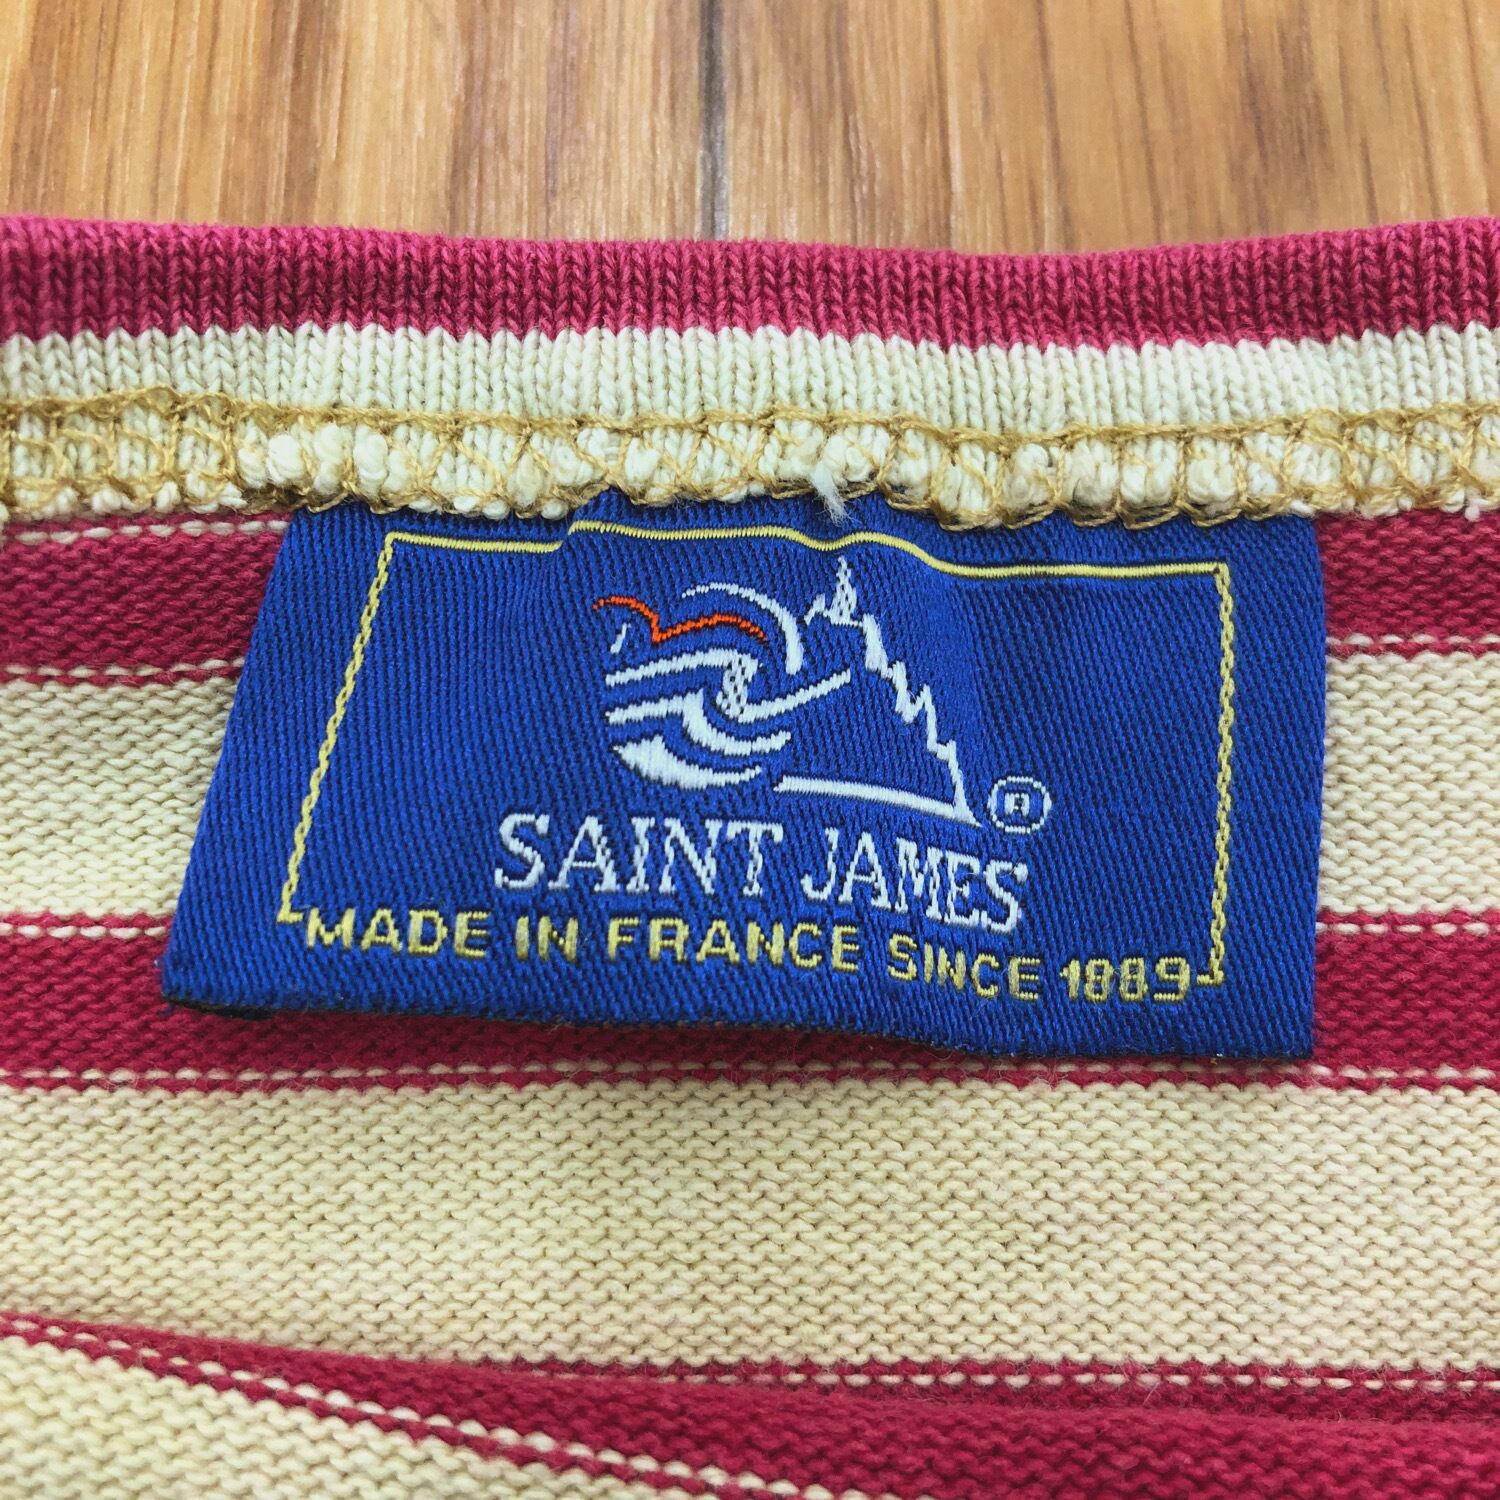 ®
SAINT JAMES
MADE IN FRANCE SINCE 1889